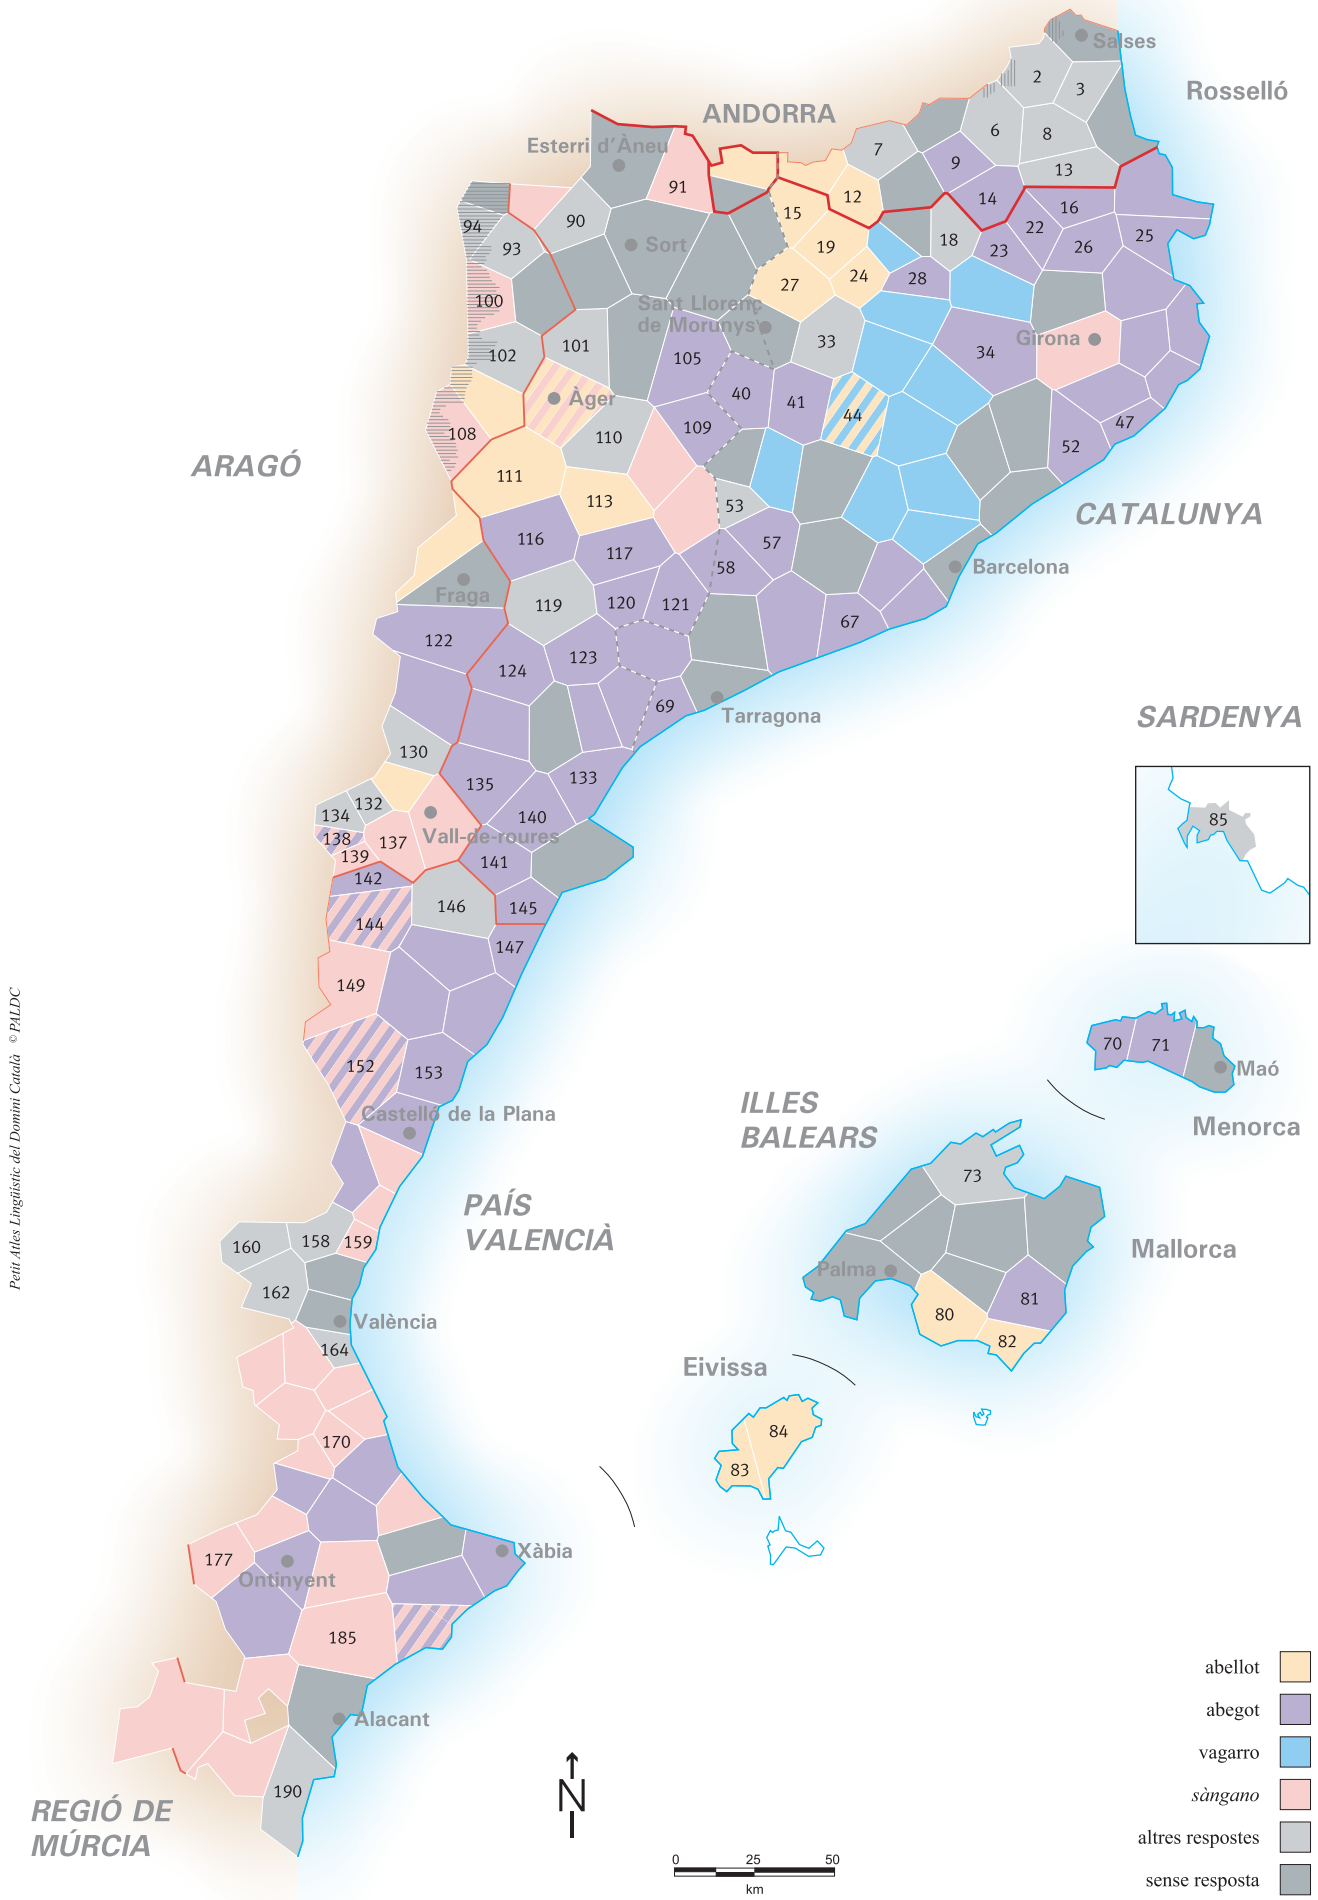 Salses
2
3
Rosselló
ANDORRA
6
8
Esterri d'Àneu
7
9
13
91
12
14
15
16
90
94
22
25
18
Sort
93
19
23
26
24
28
27
100
Sant Llorenç
de Morunys
33
Girona
101
102
34
105
40
41
Àger
44
47
108
109
110
52
ARAGÓ
111
113
53
CATALUNYA
116
57
117
58
Barcelona
Fraga
119
120
121
67
122
123
124
69
Tarragona
SARDENYA
130
133
135
132
134
140
85
138
Vall-de-roures
137
139
141
142
146
145
144
147
149
70
71
152
153
Maó
Castelló de la Plana
ILLES
BALEARS
Menorca
73
PAÍS
VALENCIÀ
159
158
160
Mallorca
Palma
162
81
80
València
82
164
Eivissa
170
84
83
Xàbia
177
Ontinyent
185
Alacant
190
REGIÓ DE
MÚRCIA
N
0 25 50
km
abellot
abegot
vagarro
sàngano
altres respostes
sense resposta
Petit Atles Lingüístic del Domini Català © PALDC